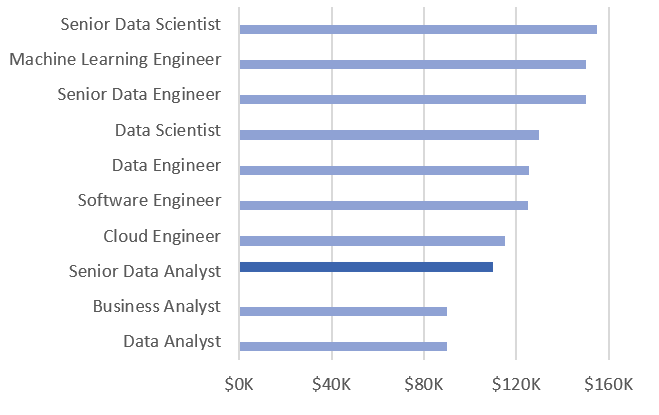 Senior Data Scientist
Machine Learning Engineer
Senior Data Engineer
Data Scientist
Data Engineer
Software Engineer
Cloud Engineer
Senior Data Analyst
Business Analyst
Data Analyst
$0K $40K $80K $120K $160K